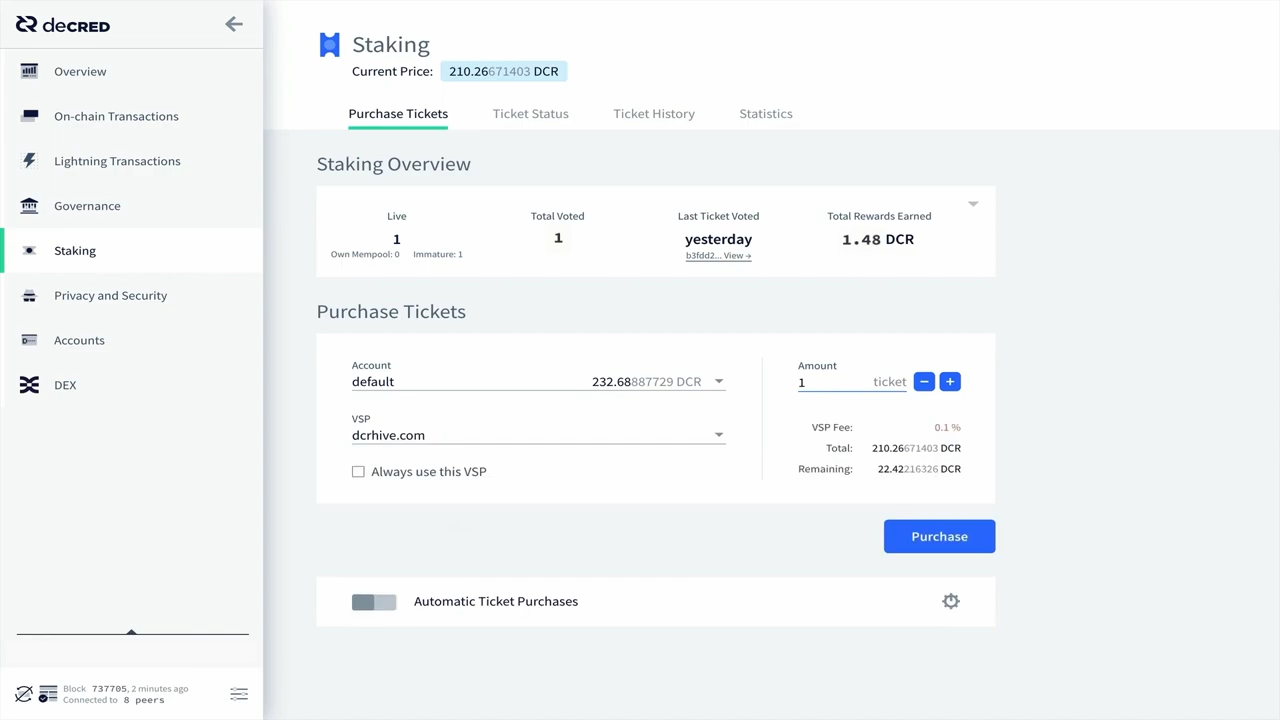 decred
Overview
On-chain Transactions
Lightning Transactions
Governance
Staking
Privacy and Security
Accounts
DEX
Block 737705, 2 minutes ago
Connected to 8 peers
Staking
Current Price: 210.26671403 DCR
Purchase Tickets Ticket Status Ticket History Statistics
Staking Overview
Live Total Voted Last Ticket Voted Total Rewards Earned
1 1 yesterday 1.48 DCR
Own Mempool: 0 Immature: 1 b3fdd2... View →
Purchase Tickets
Account Amount
default 232.68887729 DCR 1 ticket − +
VSP
dcrhive.com
VSP Fee: 0.1 %
Total: 210.26671403 DCR
Remaining: 22.42216326 DCR
Always use this VSP
Purchase
Automatic Ticket Purchases